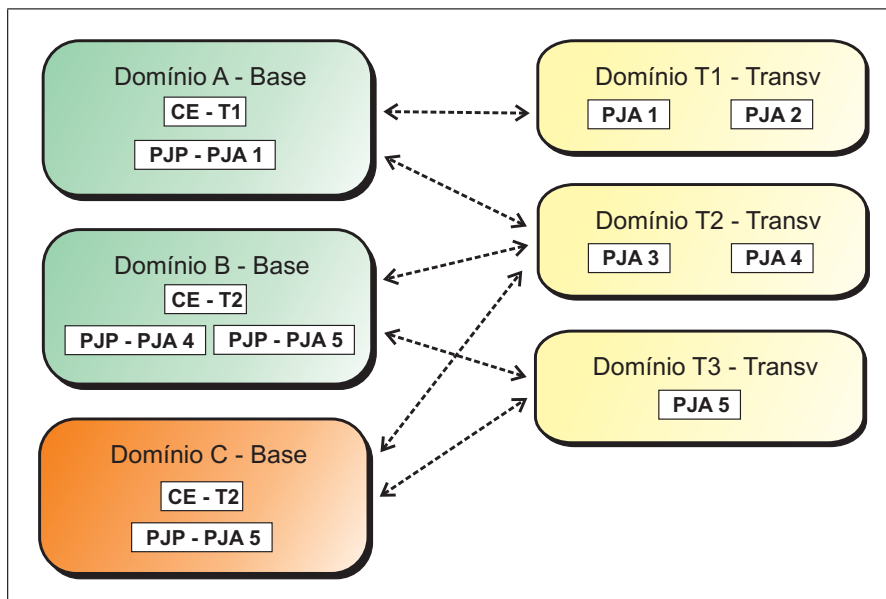 Domínio A - Base
CE - T1
PJP - PJA 1
Domínio B - Base
CE - T2
PJP - PJA 4 PJP - PJA 5
Domínio C - Base
CE - T2
PJP - PJA 5
Domínio T1 - Transv
PJA 1 PJA 2
Domínio T2 - Transv
PJA 3 PJA 4
Domínio T3 - Transv
PJA 5